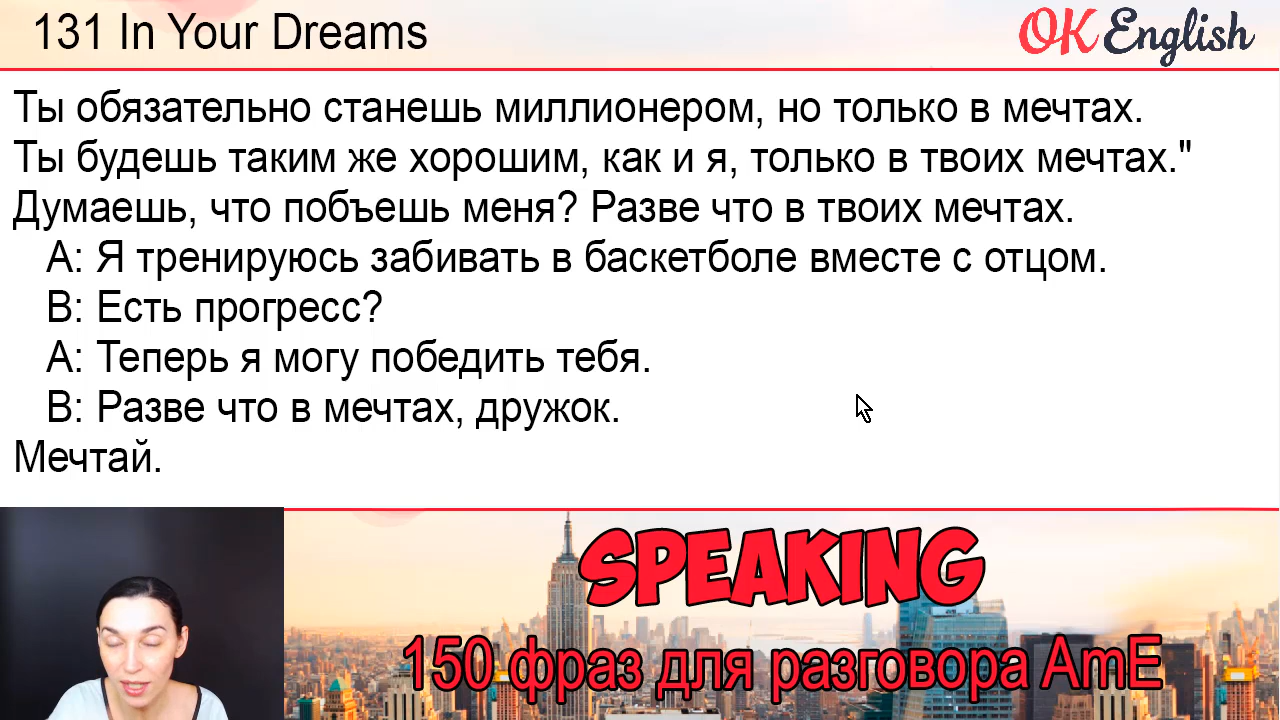 131 In Your Dreams
OK English
Ты обязательно станешь миллионером, но только в мечтах.
Ты будешь таким же хорошим, как и я, только в твоих мечтах."
Думаешь, что побъешь меня? Разве что в твоих мечтах.
A: Я тренируюсь забивать в баскетболе вместе с отцом.
B: Есть прогресс?
A: Теперь я могу победить тебя.
B: Разве что в мечтах, дружок.
Мечтай.
SPEAKING
150 фраз для разговора AmE